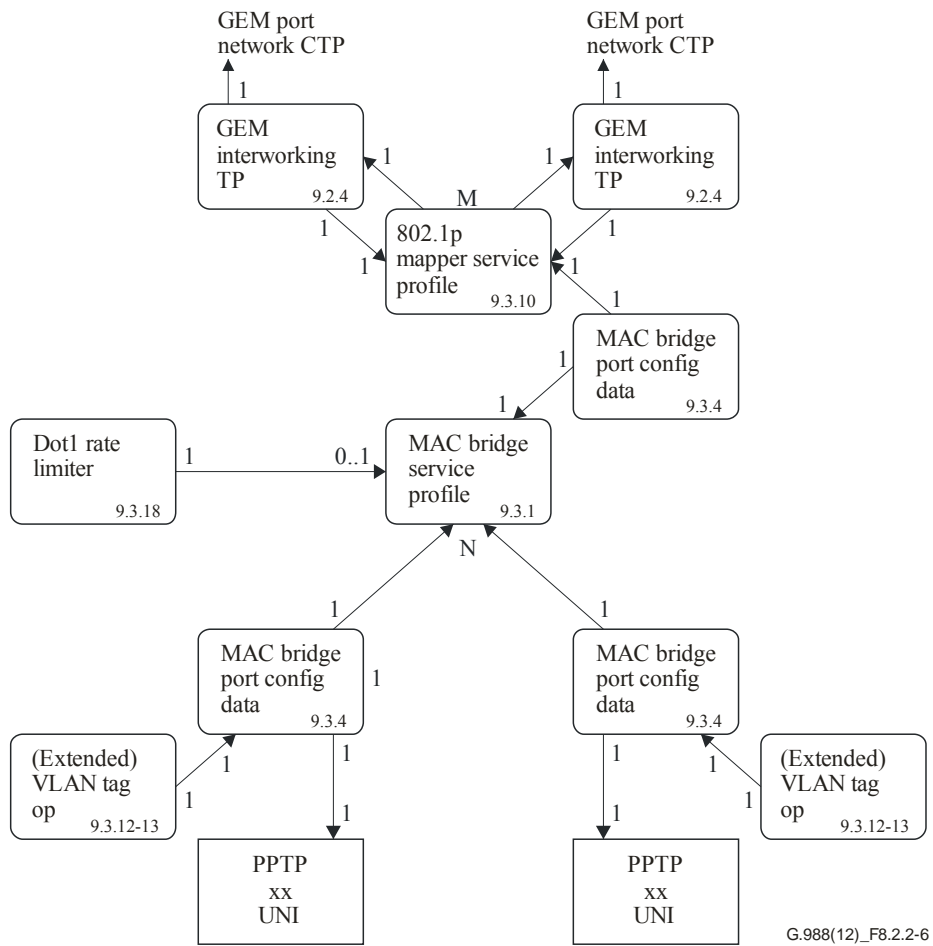 GEM port
network CTP
GEM port
network CTP
1
1
GEM
interworking
TP
9.2.4
GEM
interworking
TP
9.2.4
1
1
M
1
1
1
1
802.1p
mapper service
profile
9.3.10
1
1
MAC bridge
port config
data
9.3.4
1
1
Dot1 rate
limiter
9.3.18
1
0..1
MAC bridge
service
profile
9.3.1
N
1
1
MAC bridge
port config
data
9.3.4
1
MAC bridge
port config
data
9.3.4
(Extended)
VLAN tag
op
9.3.12-13
1
1
1
1
1
1
1
1
(Extended)
VLAN tag
op
9.3.12-13
PPTP
xx
UNI
PPTP
xx
UNI
G.988(12)_F8.2.2-6